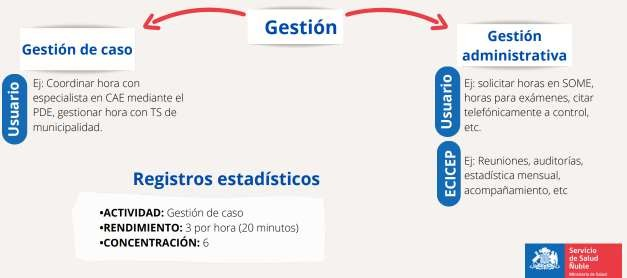 Gestión
Gestión de caso
Usuario
Ej: Coordinar hora con
especialista en CAE mediante el
PDE, gestionar hora con TS de
municipalidad.
Gestión
administrativa
Usuario
Ej: solicitar horas en SOME,
horas para exámenes, citar
telefónicamente a control,
etc.
ECICEP
Ej: Reuniones, auditorías,
estadística mensual,
acompañamiento, etc
Registros estadísticos
•ACTIVIDAD: Gestión de caso
•RENDIMIENTO: 3 por hora (20 minutos)
•CONCENTRACIÓN: 6
Servicio
de Salud
Ñuble
Ministerio de Salud